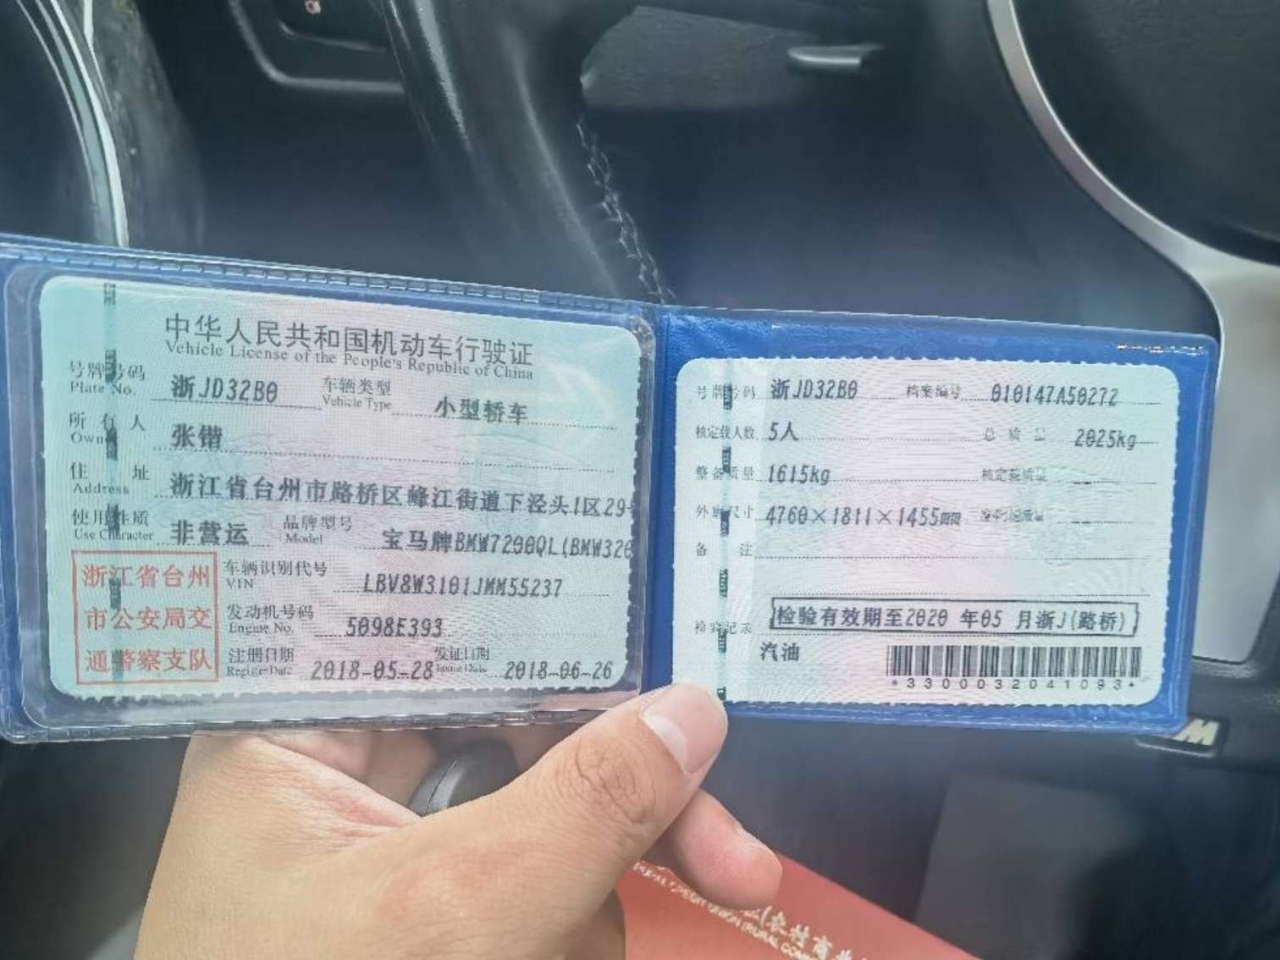 中华人民共和国机动车行驶证
Vehicle License of the People's Republic of China
号牌号码 浙JD32B0 车辆类型 小型轿车
Plate No. Vehicle Type
所有人 张锴
Owner
住址 浙江省台州市路桥区峰江街道下泾头1区29
Address
使用性质 非营运 品牌型号 宝马牌BMW7200QL(BMW320
Use Character Model
浙江省台州
市公安局交
通警察支队
车辆识别代号 LBV8W3101JMM55237
VIN
发动机号码 5098E393
Engine No.
注册日期 2018-05-28 发证日期 2018-06-26
Register Date Issue Date
号牌号码 浙JD32B0 档案编号 010147A50272
核定载人数 5人 总质量 2025kg
整备质量 1615kg 核定载质量 ---
外廓尺寸 4760×1811×1455mm ---
备注
检验记录 检验有效期至2020 年05 月浙J(路桥)
汽油
*3300032041093*
M
农村商业
CREDIT UNION (RURAL COMM